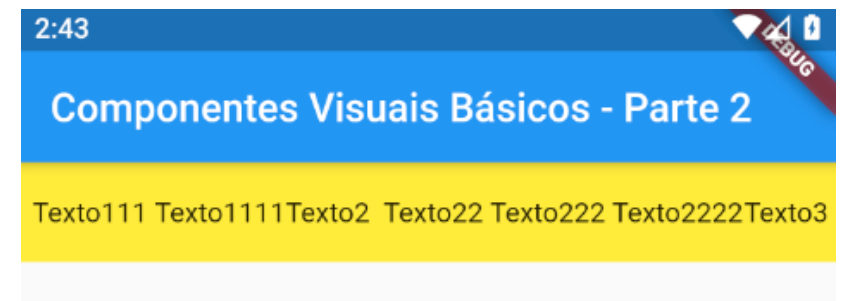 2:43
DEBUG
Componentes Visuais Básicos - Parte 2
Texto111 Texto1111Texto2  Texto22 Texto222 Texto2222Texto3